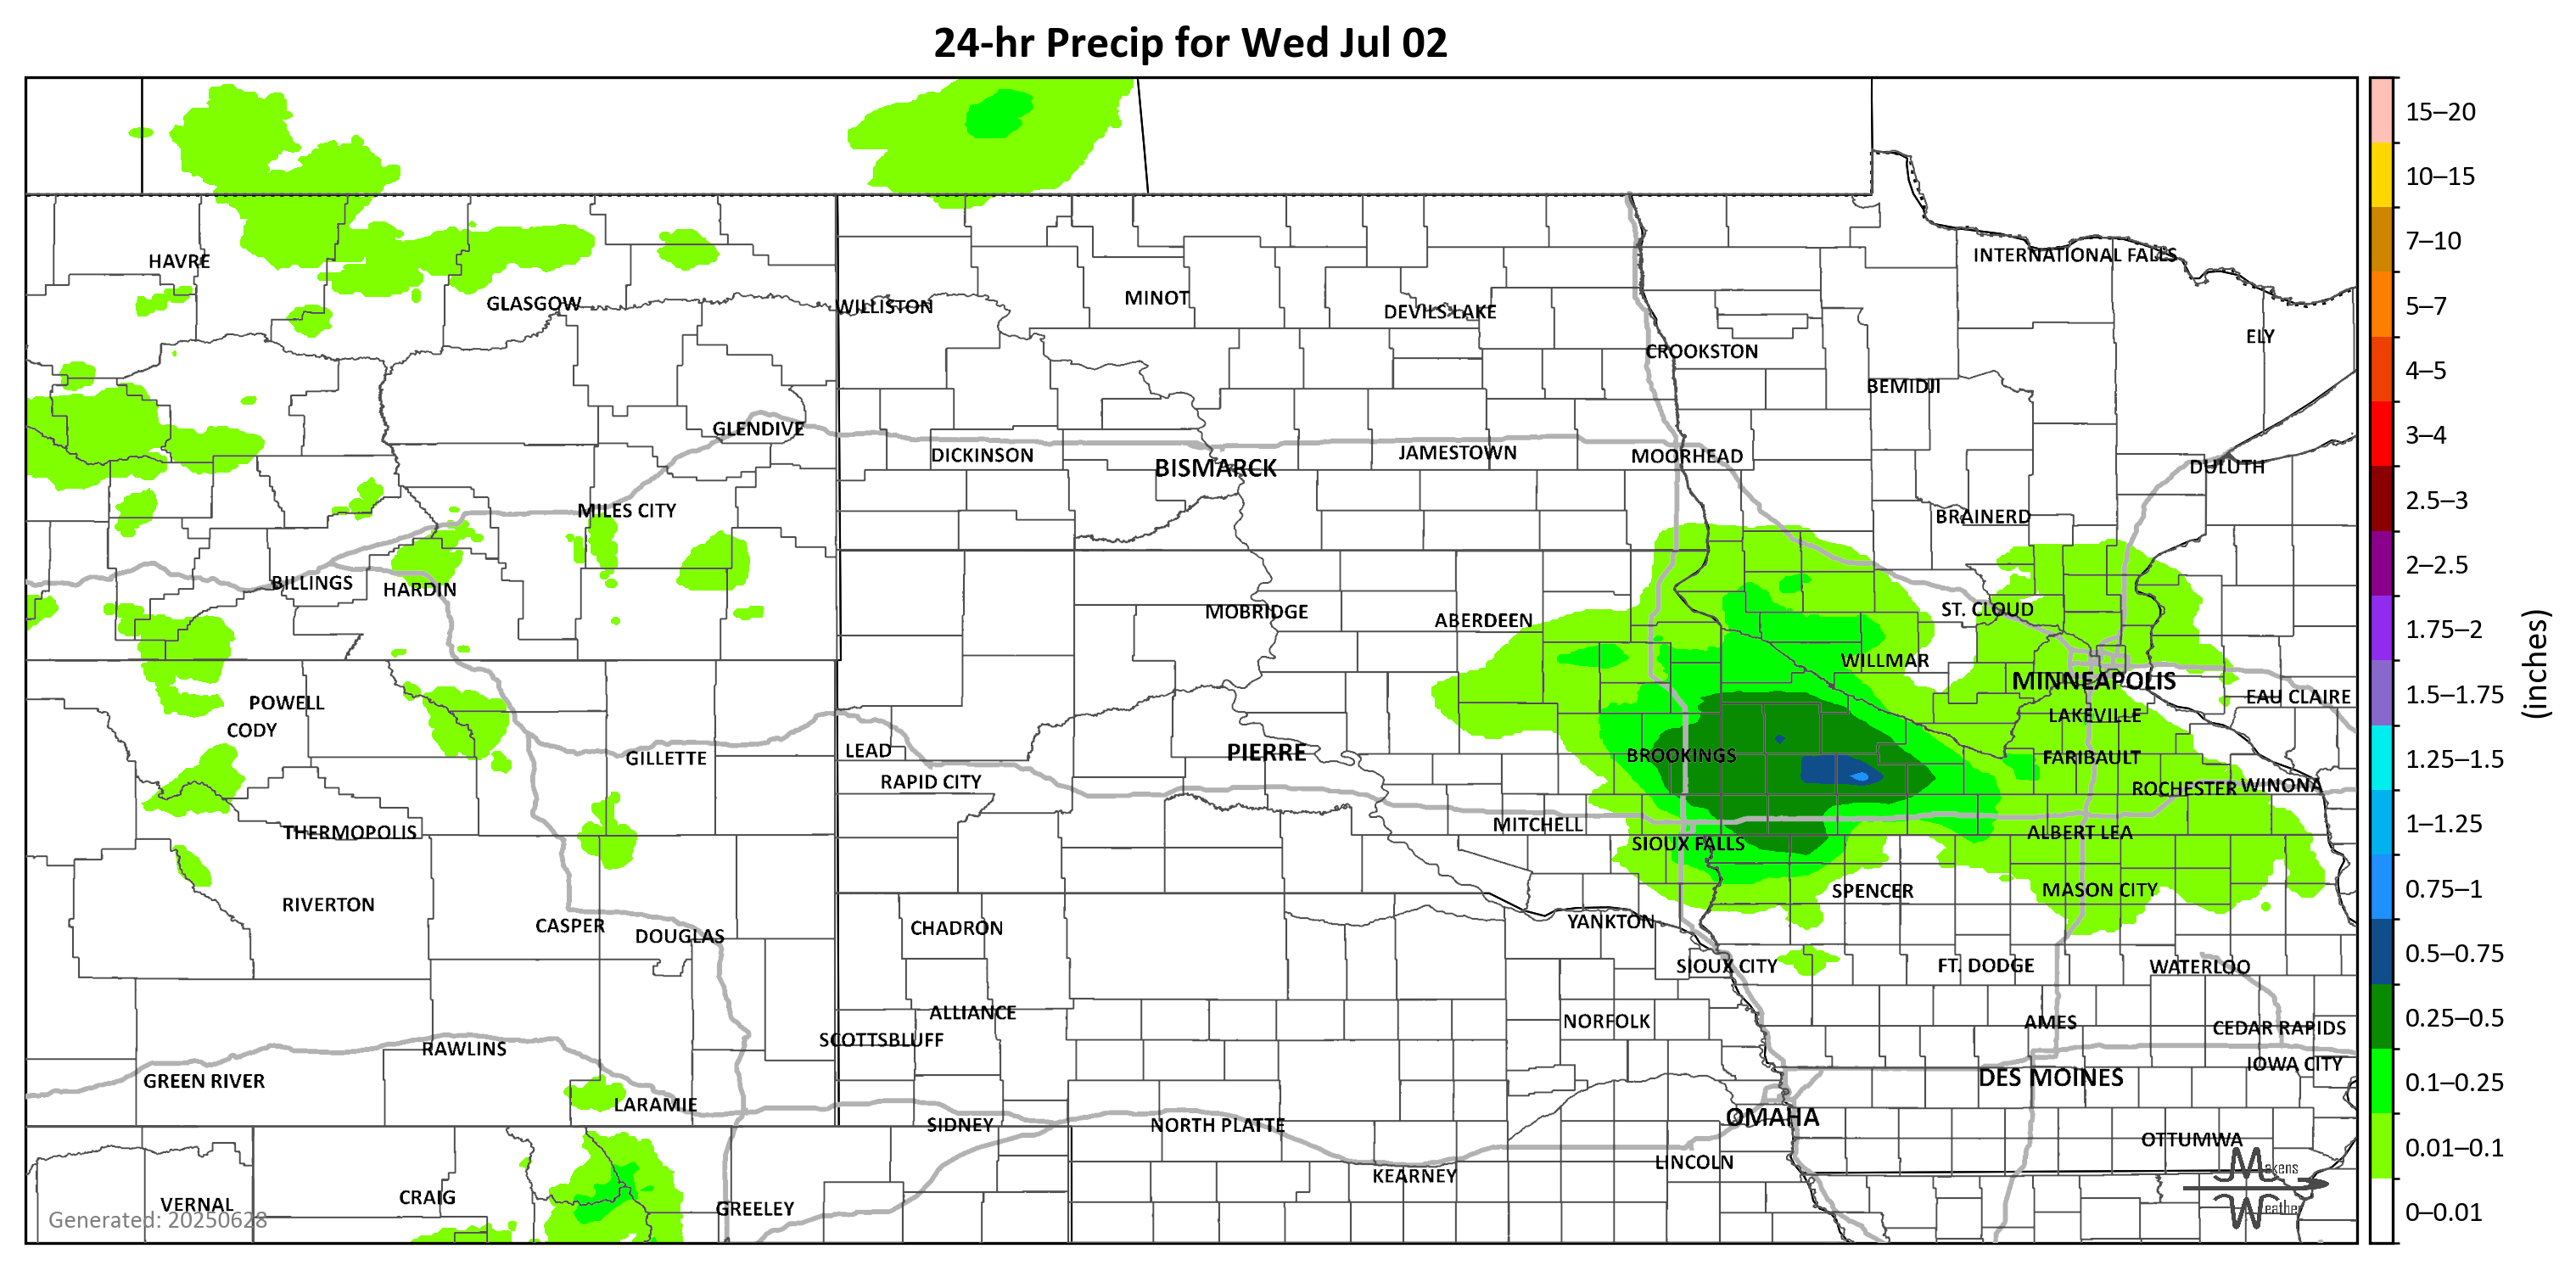 24-hr Precip for Wed Jul 02
15–20
10–15
7–10
5–7
4–5
3–4
2.5–3
2–2.5
1.75–2
1.5–1.75
1.25–1.5
1–1.25
0.75–1
0.5–0.75
0.25–0.5
0.1–0.25
0.01–0.1
0–0.01
(inches)
HAVRE
INTERNATIONAL FALLS
GLASGOW
WILLISTON
MINOT
DEVILS LAKE
ELY
CROOKSTON
BEMIDJI
GLENDIVE
DICKINSON
BISMARCK
JAMESTOWN
MOORHEAD
DULUTH
MILES CITY
BRAINERD
BILLINGS
HARDIN
MOBRIDGE
ABERDEEN
ST. CLOUD
WILLMAR
MINNEAPOLIS
POWELL
EAU CLAIRE
CODY
LAKEVILLE
GILLETTE
LEAD
PIERRE
BROOKINGS
FARIBAULT
RAPID CITY
ROCHESTER
WINONA
THERMOPOLIS
MITCHELL
ALBERT LEA
SIOUX FALLS
RIVERTON
SPENCER
MASON CITY
CASPER
DOUGLAS
CHADRON
YANKTON
SIOUX CITY
FT. DODGE
WATERLOO
ALLIANCE
SCOTTSBLUFF
NORFOLK
AMES
CEDAR RAPIDS
RAWLINS
GREEN RIVER
IOWA CITY
DES MOINES
LARAMIE
SIDNEY
NORTH PLATTE
OMAHA
OTTUMWA
KEARNEY
LINCOLN
VERNAL
CRAIG
GREELEY
Makens
Weather
Generated: 20250628